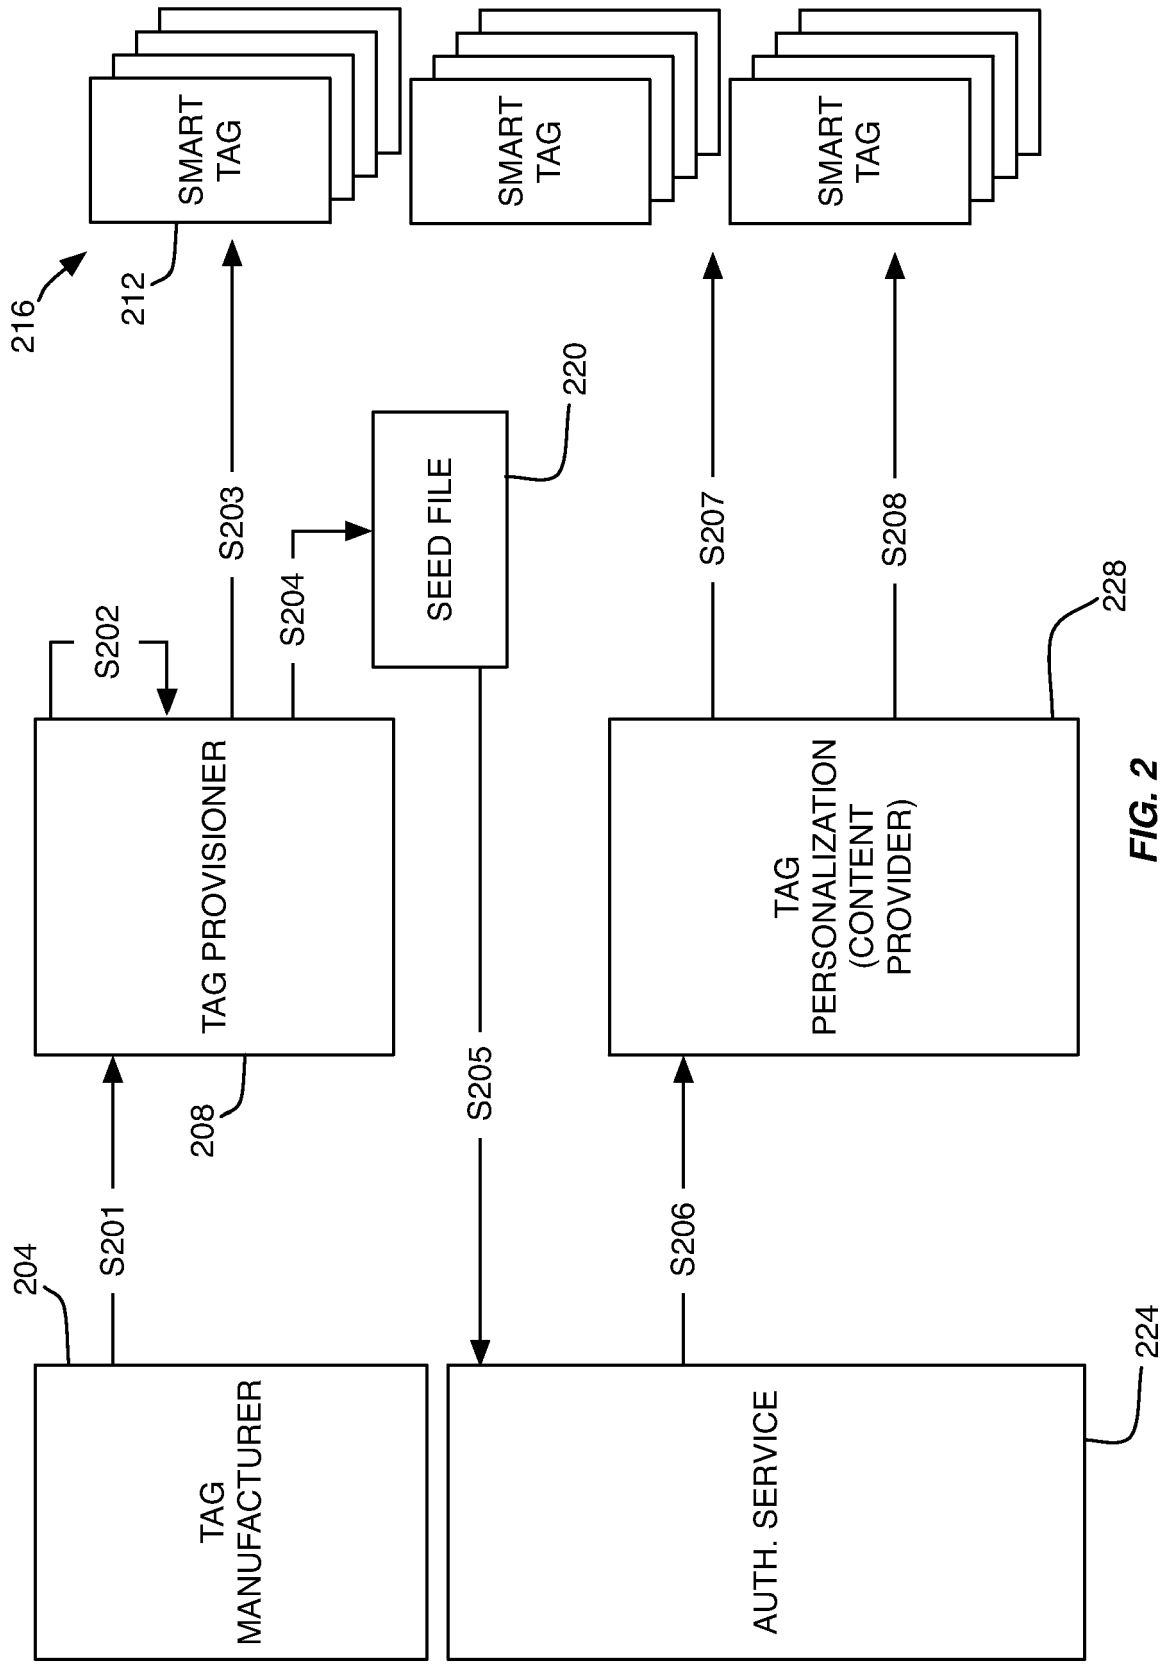 216
212
SMART
TAG
SMART
TAG
SMART
TAG
S203
S202
S204
SEED FILE
220
S207
S208
228
TAG PROVISIONER
208
TAG
PERSONALIZATION
(CONTENT
PROVIDER)
S201
S205
S206
204
TAG
MANUFACTURER
AUTH. SERVICE
224
FIG. 2